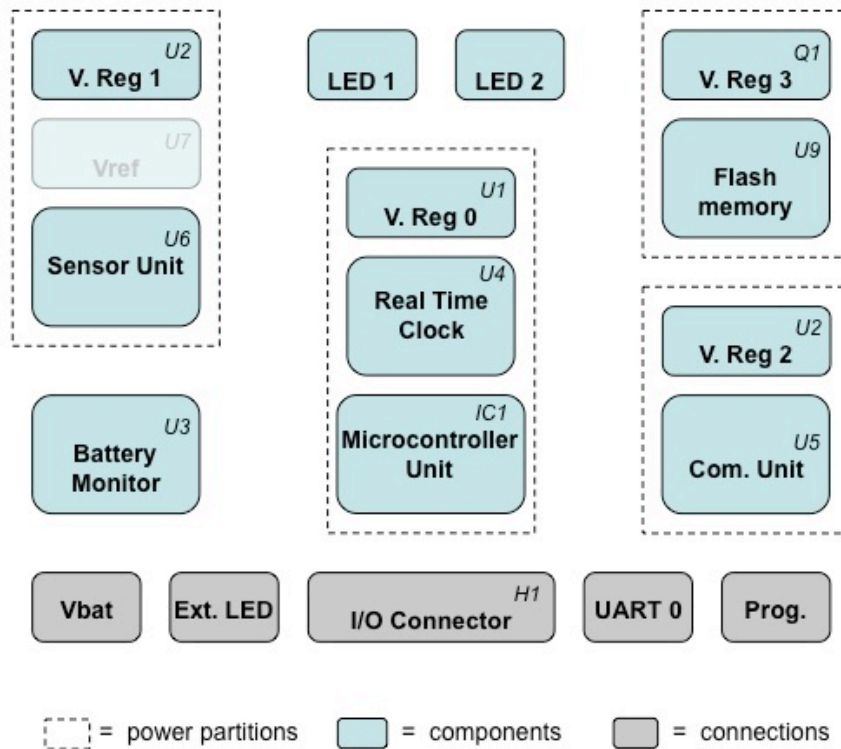 U2
V. Reg 1
U7
Vref
U6
Sensor Unit
LED 1
LED 2
Q1
V. Reg 3
U9
Flash
memory
U1
V. Reg 0
U4
Real Time
Clock
IC1
Microcontroller
Unit
U2
V. Reg 2
U5
Com. Unit
U3
Battery
Monitor
Vbat
Ext. LED
H1
I/O Connector
UART 0
Prog.
= power partitions
= components
= connections